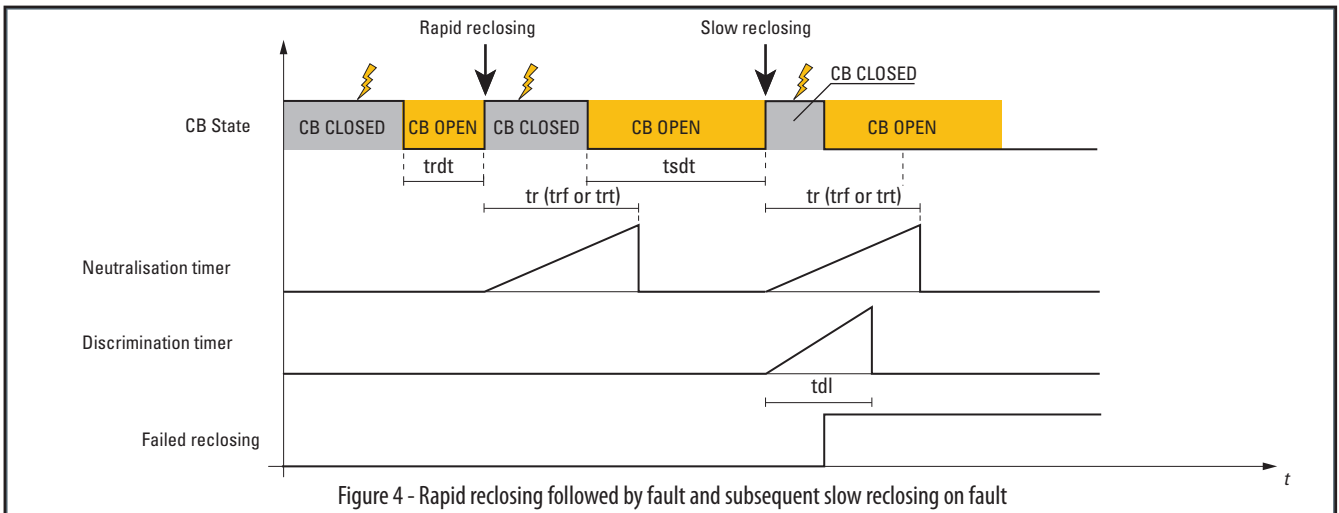 Rapid reclosing
Slow reclosing
CB CLOSED
CB State
CB CLOSED
CB OPEN
CB CLOSED
CB OPEN
CB OPEN
trdt
tsdt
tr (trf or trt)
tr (trf or trt)
Neutralisation timer
Discrimination timer
tdl
Failed reclosing
t
Figure 4 - Rapid reclosing followed by fault and subsequent slow reclosing on fault